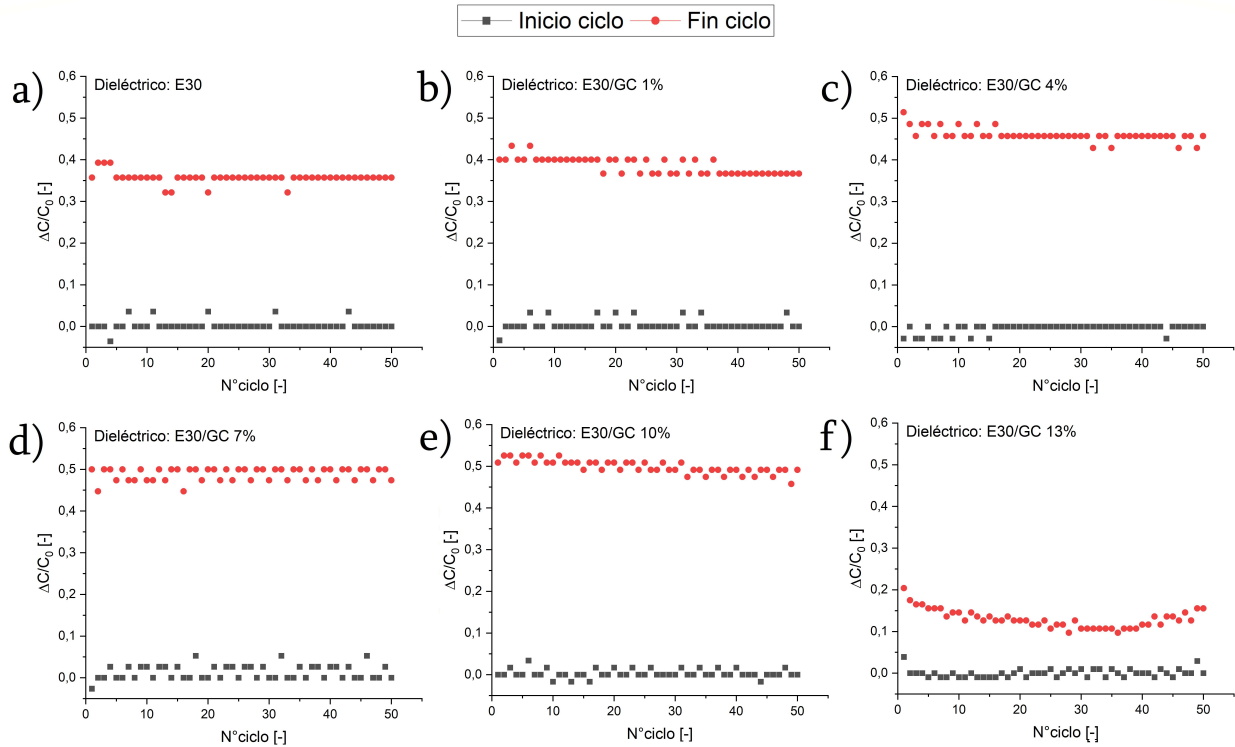 Inicio ciclo Fin ciclo
a)
Dieléctrico: E30
0,6
0,5
0,4
0,3
0,2
0,1
0,0
ΔC/C0 [-]
0 10 20 30 40 50
N°ciclo [-]
b)
Dieléctrico: E30/GC 1%
0,6
0,5
0,4
0,3
0,2
0,1
0,0
ΔC/C0 [-]
0 10 20 30 40 50
N°ciclo [-]
c)
Dieléctrico: E30/GC 4%
0,6
0,5
0,4
0,3
0,2
0,1
0,0
ΔC/C0 [-]
0 10 20 30 40 50
N°ciclo [-]
d)
Dieléctrico: E30/GC 7%
0,6
0,5
0,4
0,3
0,2
0,1
0,0
ΔC/C0 [-]
0 10 20 30 40 50
N°ciclo [-]
e)
Dieléctrico: E30/GC 10%
0,6
0,5
0,4
0,3
0,2
0,1
0,0
ΔC/C0 [-]
0 10 20 30 40 50
N°ciclo [-]
f)
Dieléctrico: E30/GC 13%
0,6
0,5
0,4
0,3
0,2
0,1
0,0
ΔC/C0 [-]
0 10 20 30 40 50
N°ciclo [-]